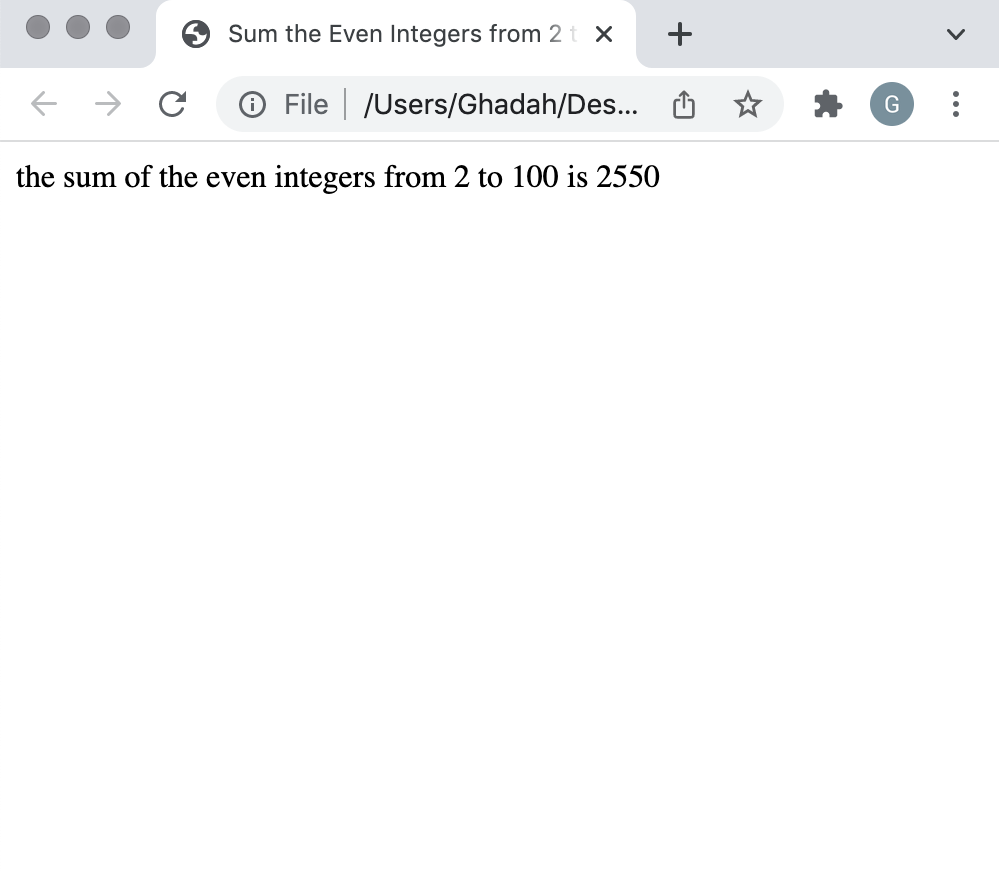 Sum the Even Integers from 2 t
File /Users/Ghadah/Des... G
the sum of the even integers from 2 to 100 is 2550